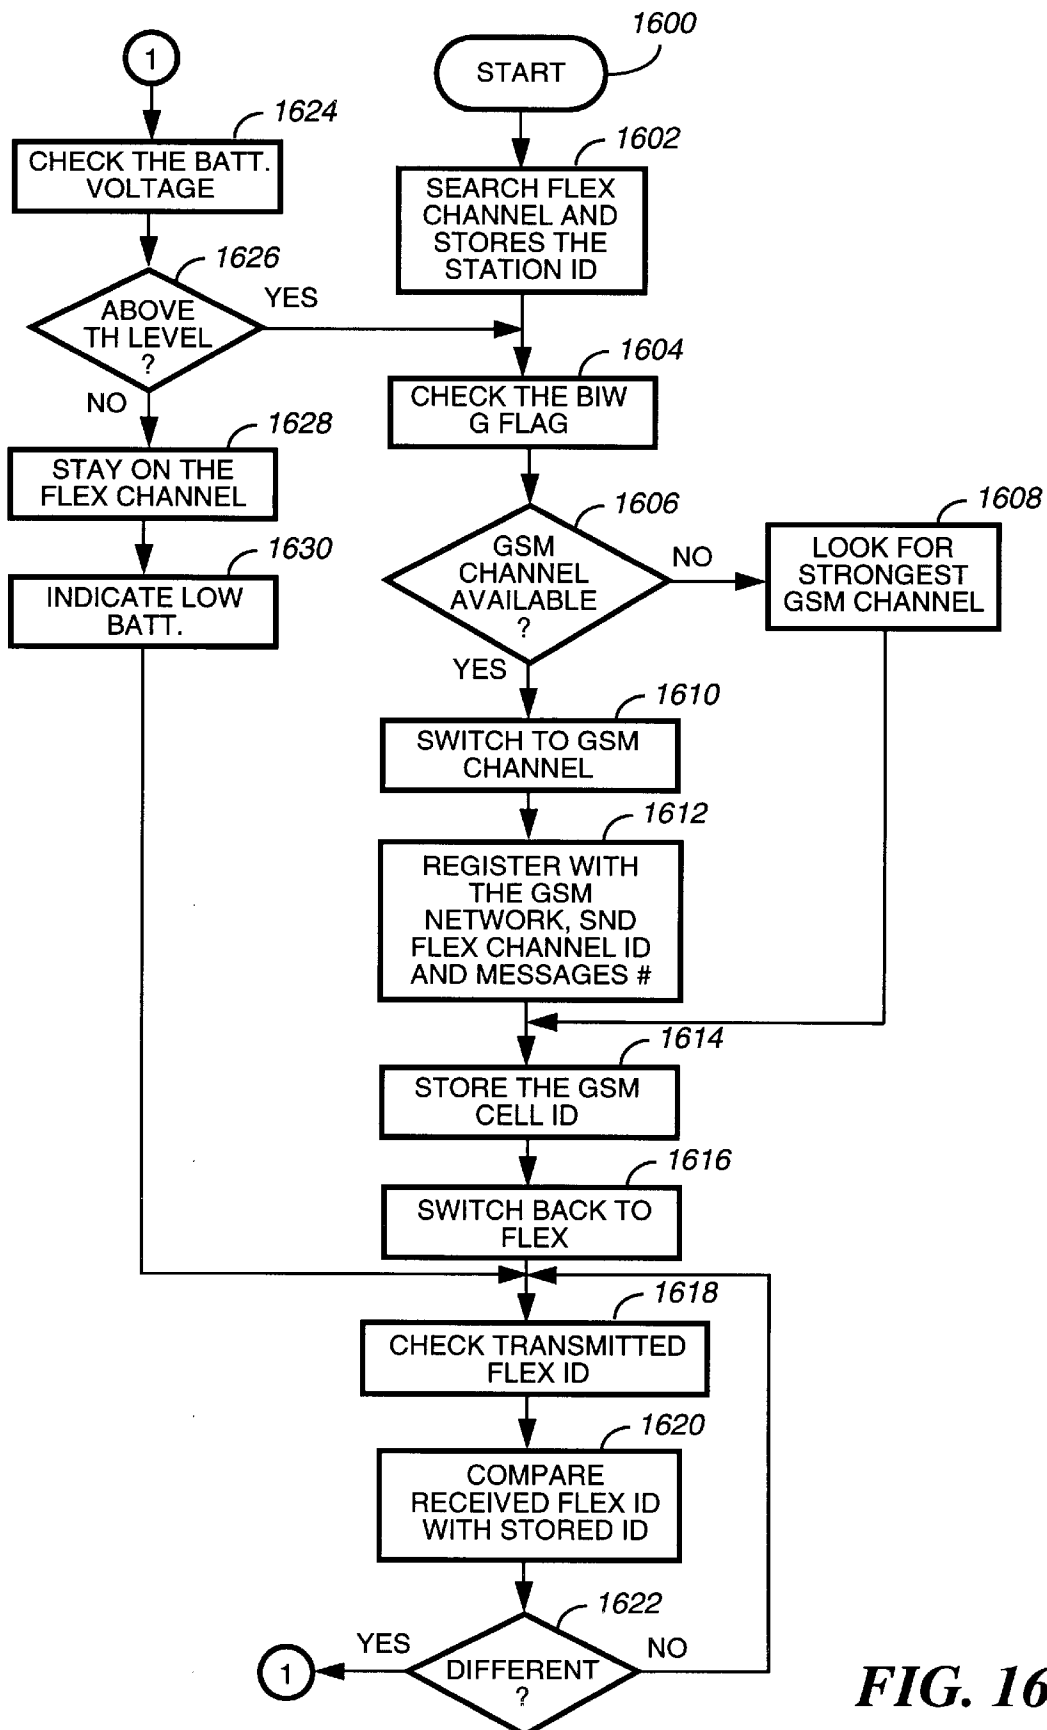 1
1624
CHECK THE BATT.
VOLTAGE
1626
ABOVE
TH LEVEL
?
YES
NO
1628
STAY ON THE
FLEX CHANNEL
1630
INDICATE LOW
BATT.
1600
START
1602
SEARCH FLEX
CHANNEL AND
STORES THE
STATION ID
1604
CHECK THE BIW
G FLAG
1606
GSM
CHANNEL
AVAILABLE
?
NO
YES
1608
LOOK FOR
STRONGEST
GSM CHANNEL
1610
SWITCH TO GSM
CHANNEL
1612
REGISTER WITH
THE GSM
NETWORK, SND
FLEX CHANNEL ID
AND MESSAGES #
1614
STORE THE GSM
CELL ID
1616
SWITCH BACK TO
FLEX
1618
CHECK TRANSMITTED
FLEX ID
1620
COMPARE
RECEIVED FLEX ID
WITH STORED ID
1622
DIFFERENT
?
YES
NO
1
FIG. 16